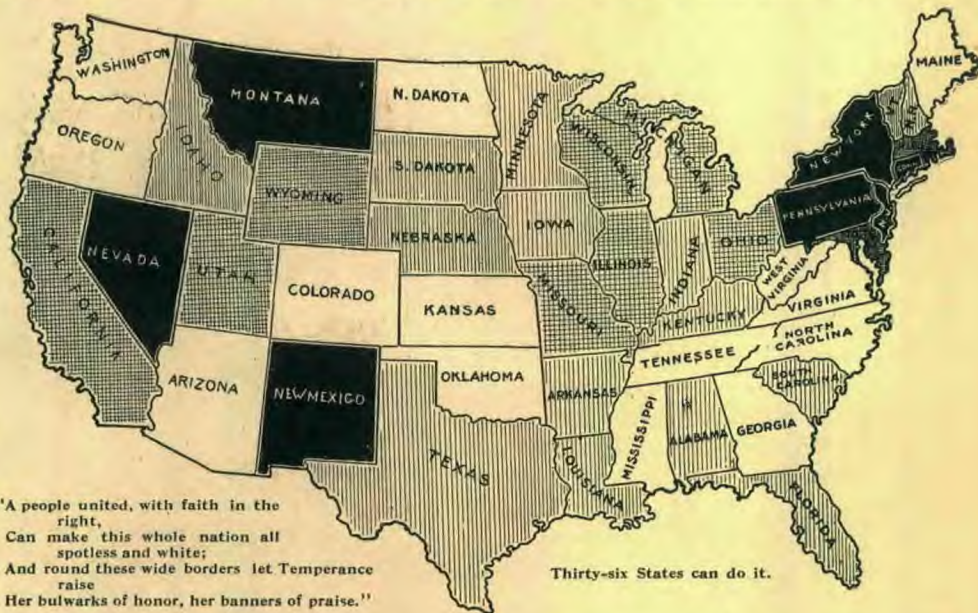 WASHINGTON
OREGON
CALIFORNIA
IDAHO
NEVADA
MONTANA
WYOMING
UTAH
ARIZONA
COLORADO
NEW MEXICO
N. DAKOTA
S. DAKOTA
NEBRASKA
KANSAS
OKLAHOMA
TEXAS
MINNESOTA
IOWA
MISSOURI
ARKANSAS
LOUISIANA
WISCONSIN
ILLINOIS
MICHIGAN
INDIANA
OHIO
KENTUCKY
TENNESSEE
MISSISSIPPI
ALABAMA
GEORGIA
FLORIDA
SOUTH
CAROLINA
NORTH
CAROLINA
VIRGINIA
WEST
VIRGINIA
PENNSYLVANIA
NEW YORK
VT.
N.H.
MAINE
"A people united, with faith in the
right,
Can make this whole nation all
spotless and white;
And round these wide borders let Temperance
raise
Her bulwarks of honor, her banners of praise."
Thirty-six States can do it.